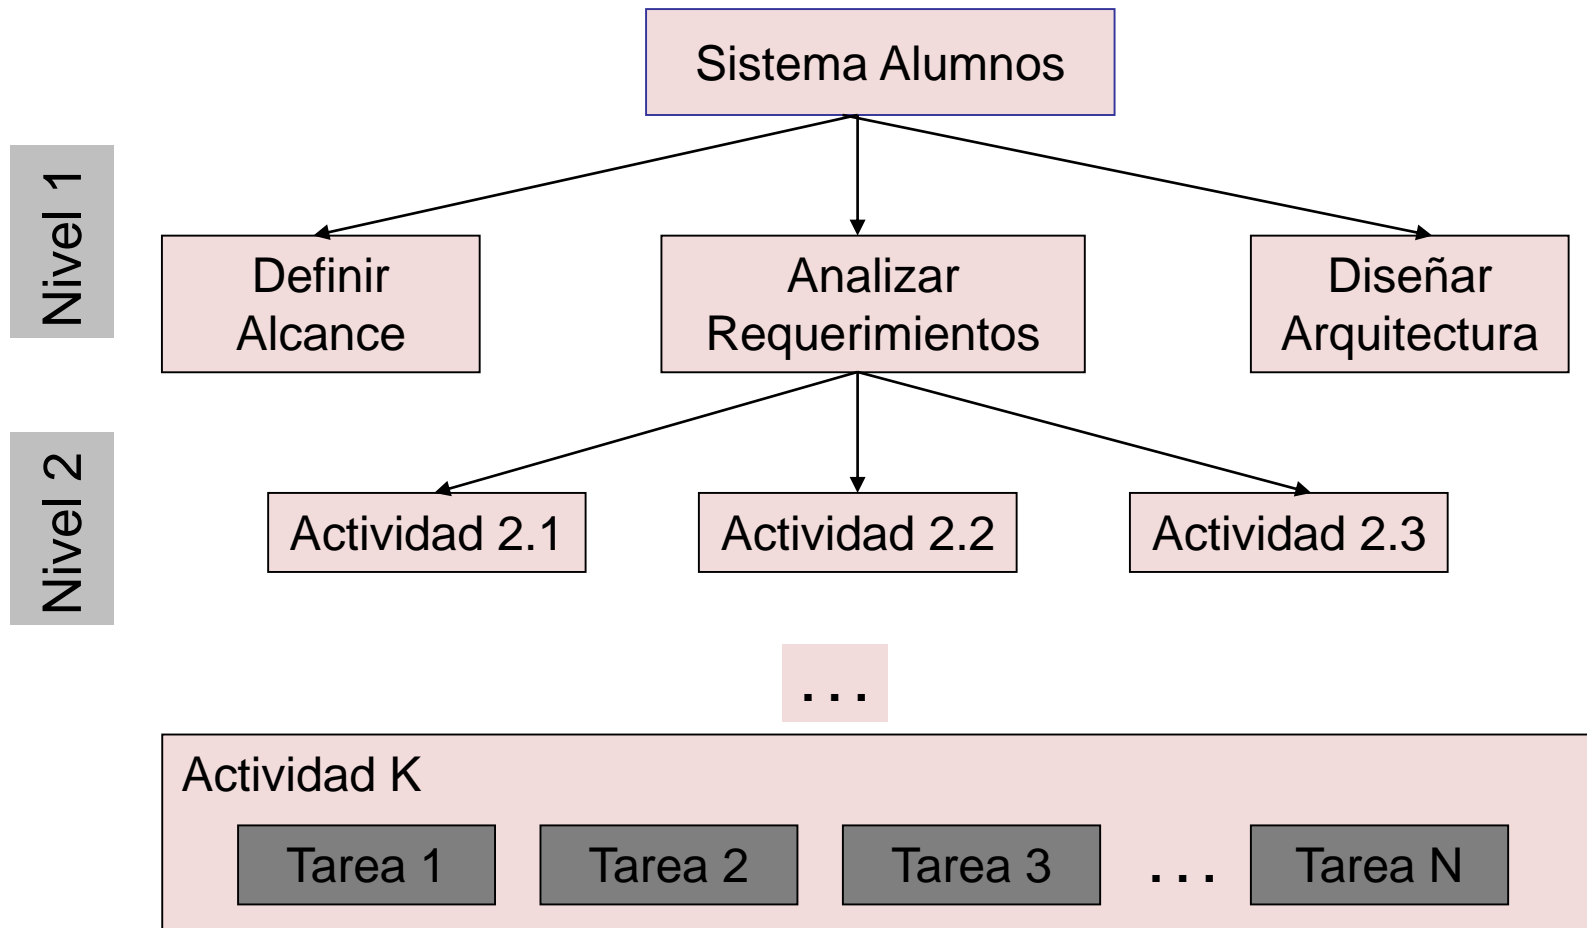 Sistema Alumnos
Nivel 1
Definir
Alcance
Analizar
Requerimientos
Diseñar
Arquitectura
Nivel 2
Actividad 2.1
Actividad 2.2
Actividad 2.3
. . .
Actividad K
Tarea 1
Tarea 2
Tarea 3
. . .
Tarea N